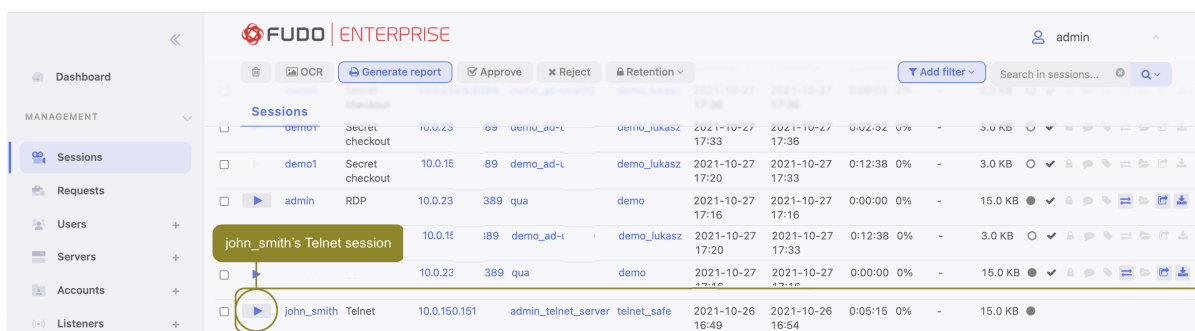 FUDO ENTERPRISE
admin
Dashboard
OCR Generate report Approve Reject Retention
Add filter Search in sessions...
MANAGEMENT
Sessions
demo1 Secret checkout 10.0.23 89 demo_ad-u demo_lukasz 2021-10-27 17:33 2021-10-27 17:36 0:02:52 0% - 3.0 KB
Sessions
demo1 Secret checkout 10.0.15 89 demo_ad-u demo_lukasz 2021-10-27 17:20 2021-10-27 17:33 0:12:38 0% - 3.0 KB
Requests
admin RDP 10.0.23 389 qua demo 2021-10-27 17:16 2021-10-27 17:16 0:00:00 0% - 15.0 KB
Users +
john_smith's Telnet session
10.0.15 89 demo_ad-u demo_lukasz 2021-10-27 17:20 2021-10-27 17:33 0:12:38 0% - 3.0 KB
Servers +
10.0.23 389 qua demo 2021-10-27 17:16 2021-10-27 17:16 0:00:00 0% - 15.0 KB
Accounts +
john_smith Telnet 10.0.150.151 admin_telnet_server telnet_safe 2021-10-26 16:49 2021-10-26 16:54 0:05:15 0% - 15.0 KB
Listeners +